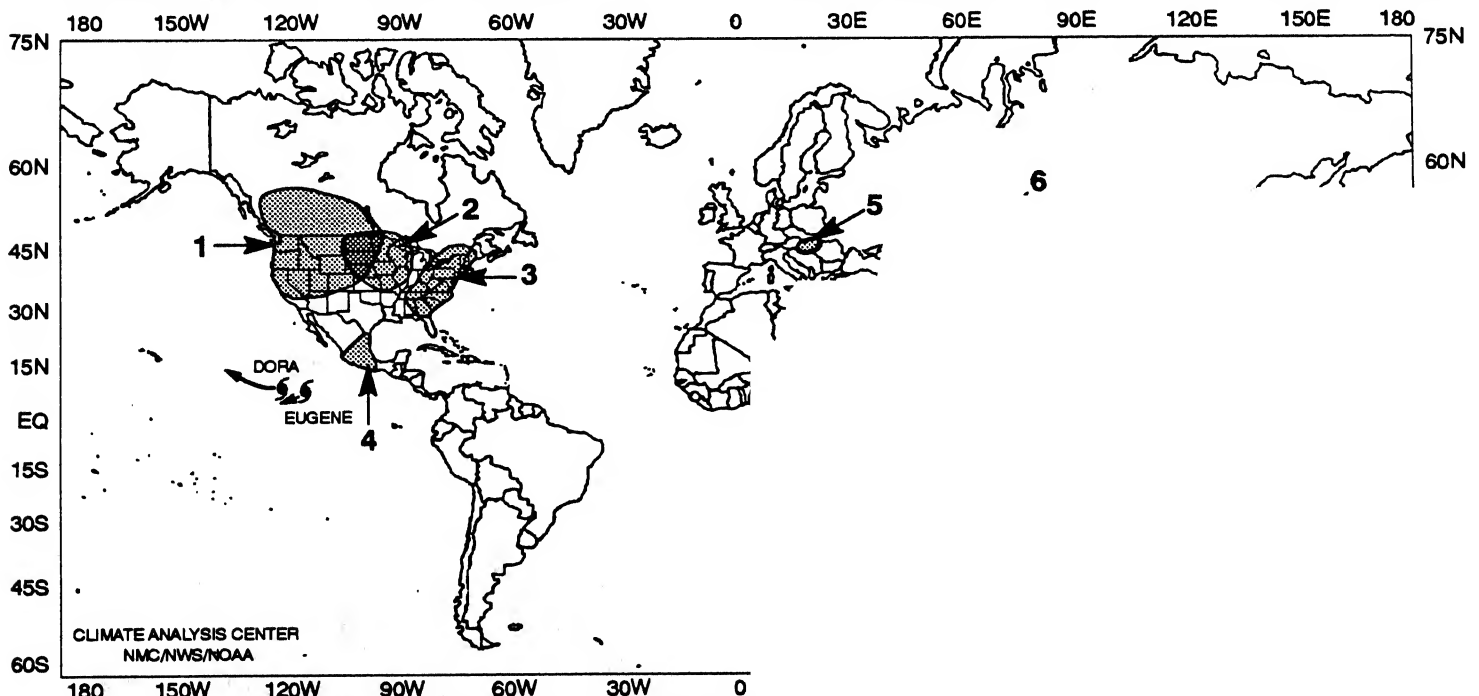 180 150W 120W 90W 60W 30W 0 30E 60E 90E 120E 150E 180
75N 75N
60N 60N
6
2 5
1 45N 45N
3
30N 30N
15N
DORA
EUGENE
EQ
4
15S
30S
45S
CLIMATE ANALYSIS CENTER
NMC/NWS/NOAA
60S
180 150W 120W 90W 60W 30W 0